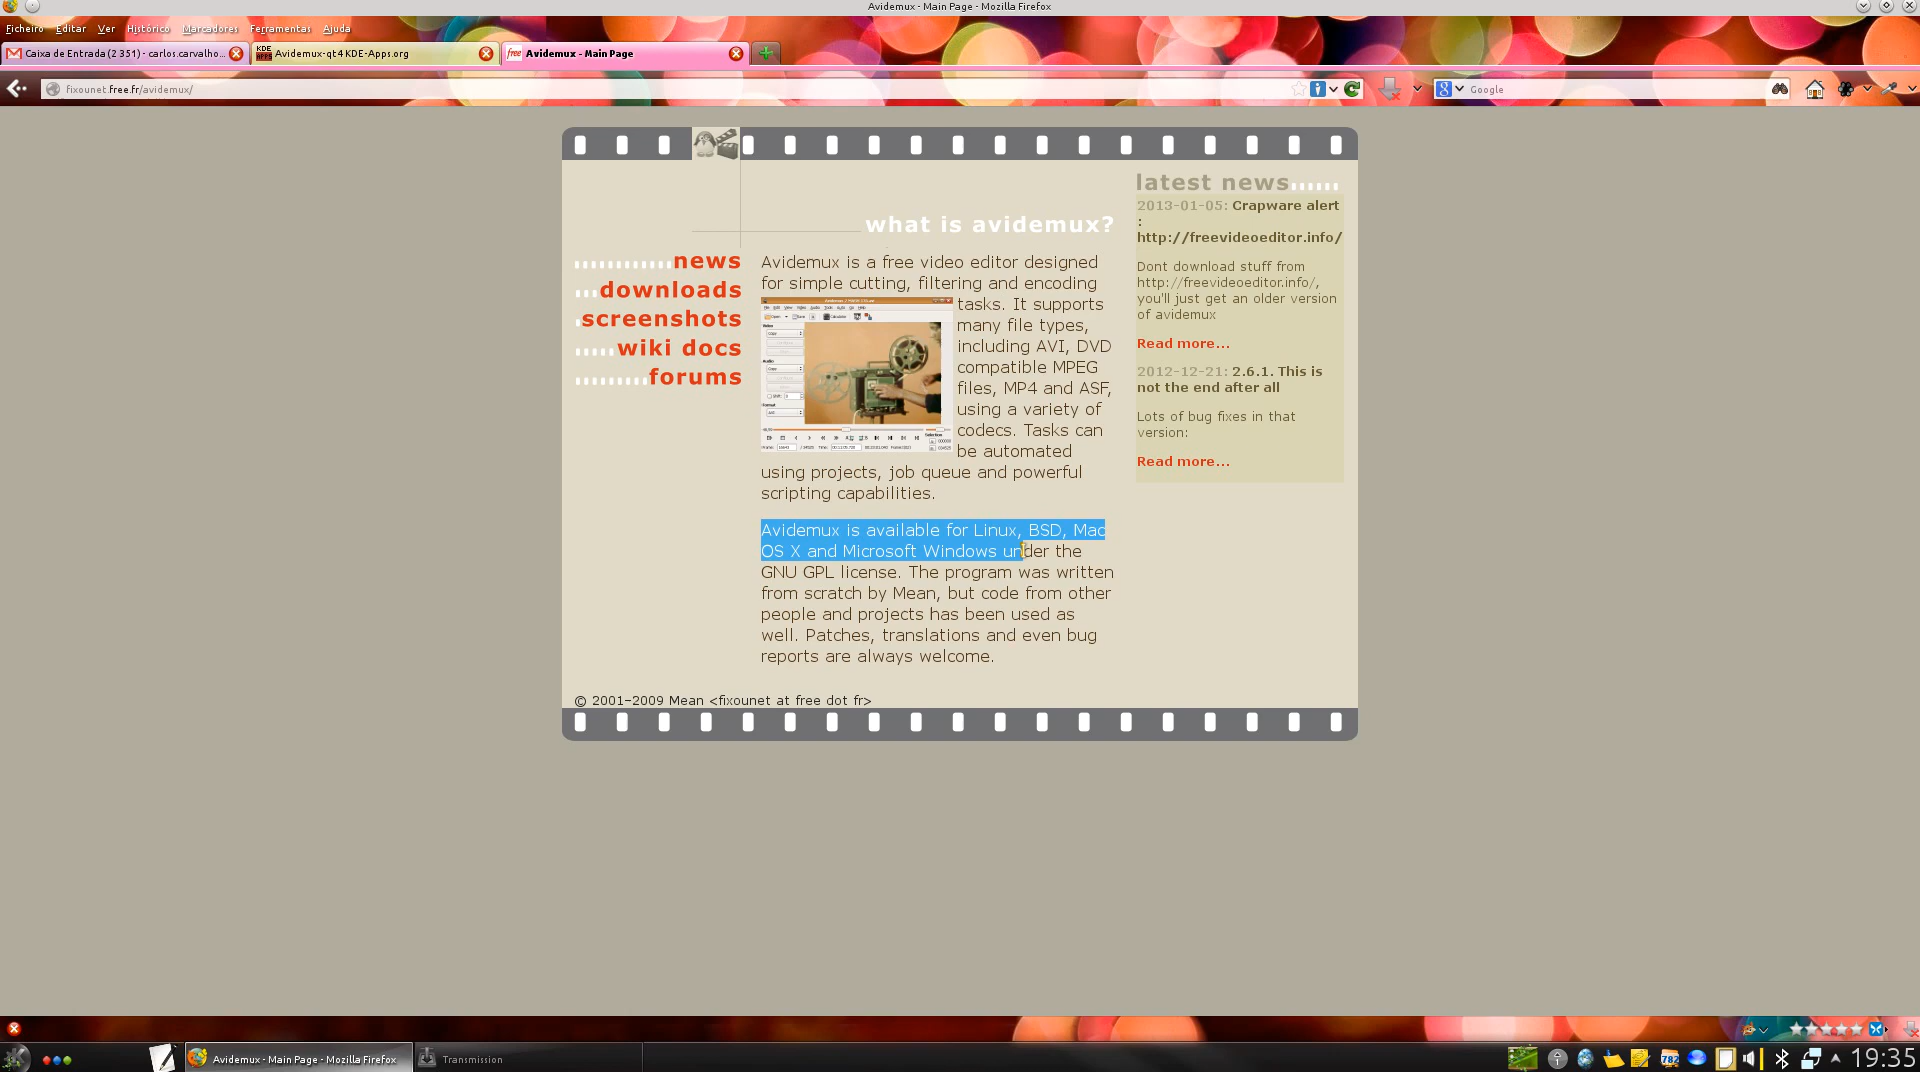 Avidemux - Main Page - Mozilla Firefox
Ficheiro Editar Ver Histórico Marcadores Ferramentas Ajuda
Caixa de Entrada (2 351) - carlos.carvalho... KDE APPS Avidemux-qt4 KDE-Apps.org free Avidemux - Main Page
fixounet.free.fr/avidemux/ Google
what is avidemux?
news
downloads
screenshots
wiki docs
forums
Avidemux is a free video editor designed
for simple cutting, filtering and encoding
tasks. It supports
many file types,
including AVI, DVD
compatible MPEG
files, MP4 and ASF,
using a variety of
codecs. Tasks can
be automated
using projects, job queue and powerful
scripting capabilities.
Avidemux is available for Linux, BSD, Mac
OS X and Microsoft Windows under the
GNU GPL license. The program was written
from scratch by Mean, but code from other
people and projects has been used as
well. Patches, translations and even bug
reports are always welcome.
latest news
2013-01-05: Crapware alert
:
http://freevideoeditor.info/
Dont download stuff from
http://freevideoeditor.info/,
you'll just get an older version
of avidemux
Read more...
2012-12-21: 2.6.1. This is
not the end after all
Lots of bug fixes in that
version:
Read more...
© 2001-2009 Mean <fixounet at free dot fr>
Avidemux - Main Page - Mozilla Firefox Transmission 782 19:35